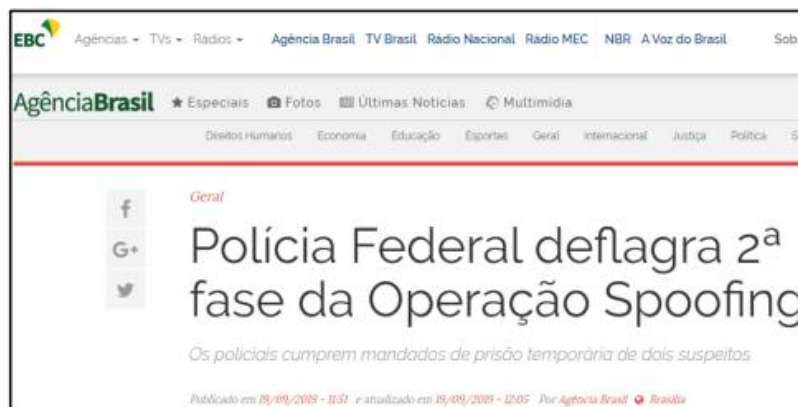 EBC Agências TVs Rádios Agência Brasil TV Brasil Rádio Nacional Rádio MEC NBR A Voz do Brasil Sob
AgênciaBrasil Especiais Fotos Últimas Notícias Multimidia
Direitos Humanos Economia Educação Esportes Geral Internacional Justiça Política S
Geral
f
G+
Polícia Federal deflagra 2ª
fase da Operação Spoofing
Os policiais cumprem mandados de prisão temporária de dois suspeitos
Publicado em 19/09/2019 - 11:51 e atualizado em 19/09/2019 - 12:05 Por Agência Brasil Brasília